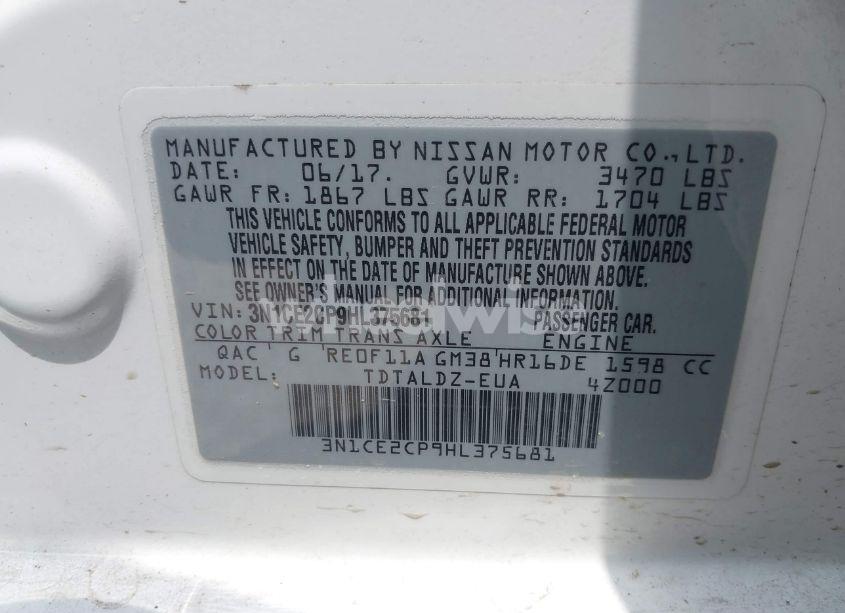 MANUFACTURED BY NISSAN MOTOR CO., LTD.
DATE: 06/17. GVWR: 3470 LBS
GAWR FR: 1867 LBS GAWR RR: 1704 LBS
THIS VEHICLE CONFORMS TO ALL APPLICABLE FEDERAL MOTOR
VEHICLE SAFETY, BUMPER AND THEFT PREVENTION STANDARDS
IN EFFECT ON THE DATE OF MANUFACTURE SHOWN ABOVE.
SEE OWNER'S MANUAL FOR ADDITIONAL INFORMATION.
VIN: 3N1CE2CP9HL375681 PASSENGER CAR.
COLOR TRIM TRANS AXLE ENGINE
QAC G RE0F11A GM38 HR16DE 1598 CC
MODEL: TDTALDZ-EUA 4Z000
3N1CE2CP9HL375681